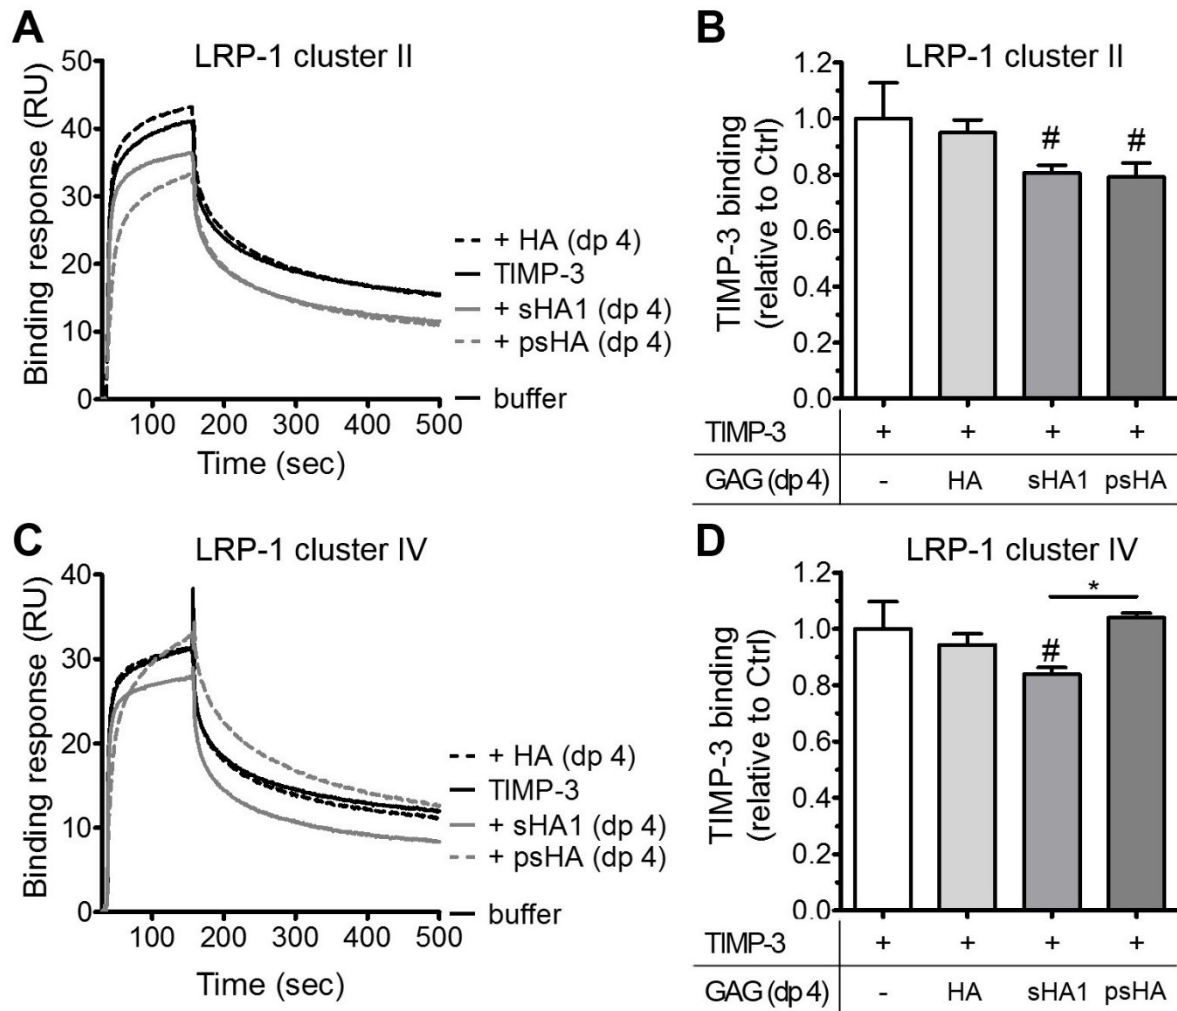 A
LRP-1 cluster II
Binding response (RU)
50
40
30
20
10
0
100 200 300 400 500
Time (sec)
+ HA (dp 4)
TIMP-3
+ sHA1 (dp 4)
+ psHA (dp 4)
buffer
B
LRP-1 cluster II
TIMP-3 binding
(relative to Ctrl)
1.2
1.0
0.8
0.6
0.4
0.2
0.0
# #
TIMP-3 + + + +
GAG (dp 4) - HA sHA1 psHA
C
LRP-1 cluster IV
Binding response (RU)
40
30
20
10
0
100 200 300 400 500
Time (sec)
+ HA (dp 4)
TIMP-3
+ sHA1 (dp 4)
+ psHA (dp 4)
buffer
D
LRP-1 cluster IV
TIMP-3 binding
(relative to Ctrl)
1.2
1.0
0.8
0.6
0.4
0.2
0.0
*
#
TIMP-3 + + + +
GAG (dp 4) - HA sHA1 psHA